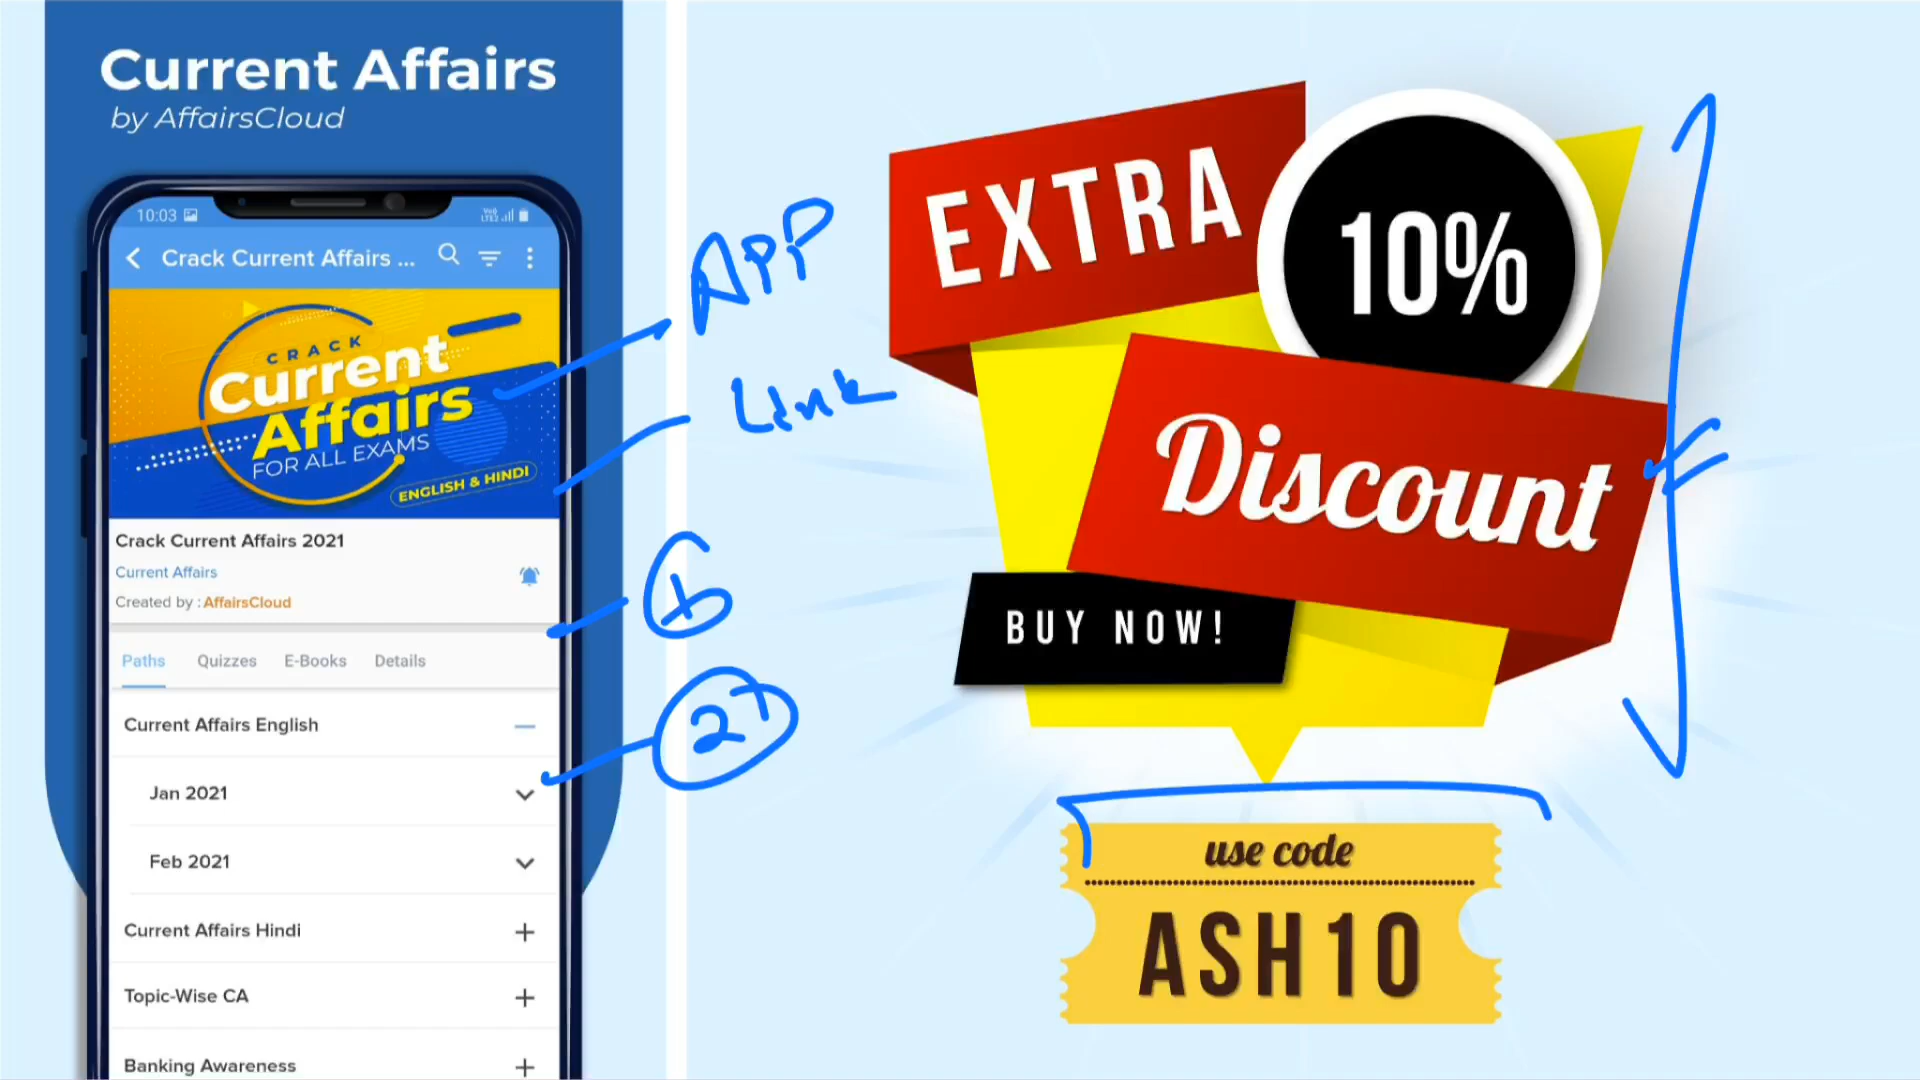 Current Affairs
by AffairsCloud
10:03
Crack Current Affairs ...
CRACK
Current
Affairs
FOR ALL EXAMS
ENGLISH & HINDI
Crack Current Affairs 2021
Current Affairs
Created by : AffairsCloud
Paths Quizzes E-Books Details
Current Affairs English
Jan 2021
Feb 2021
Current Affairs Hindi
Topic-Wise CA
Banking Awareness
APP
Link
2
EXTRA
10%
Discount
BUY NOW!
use code
ASH10